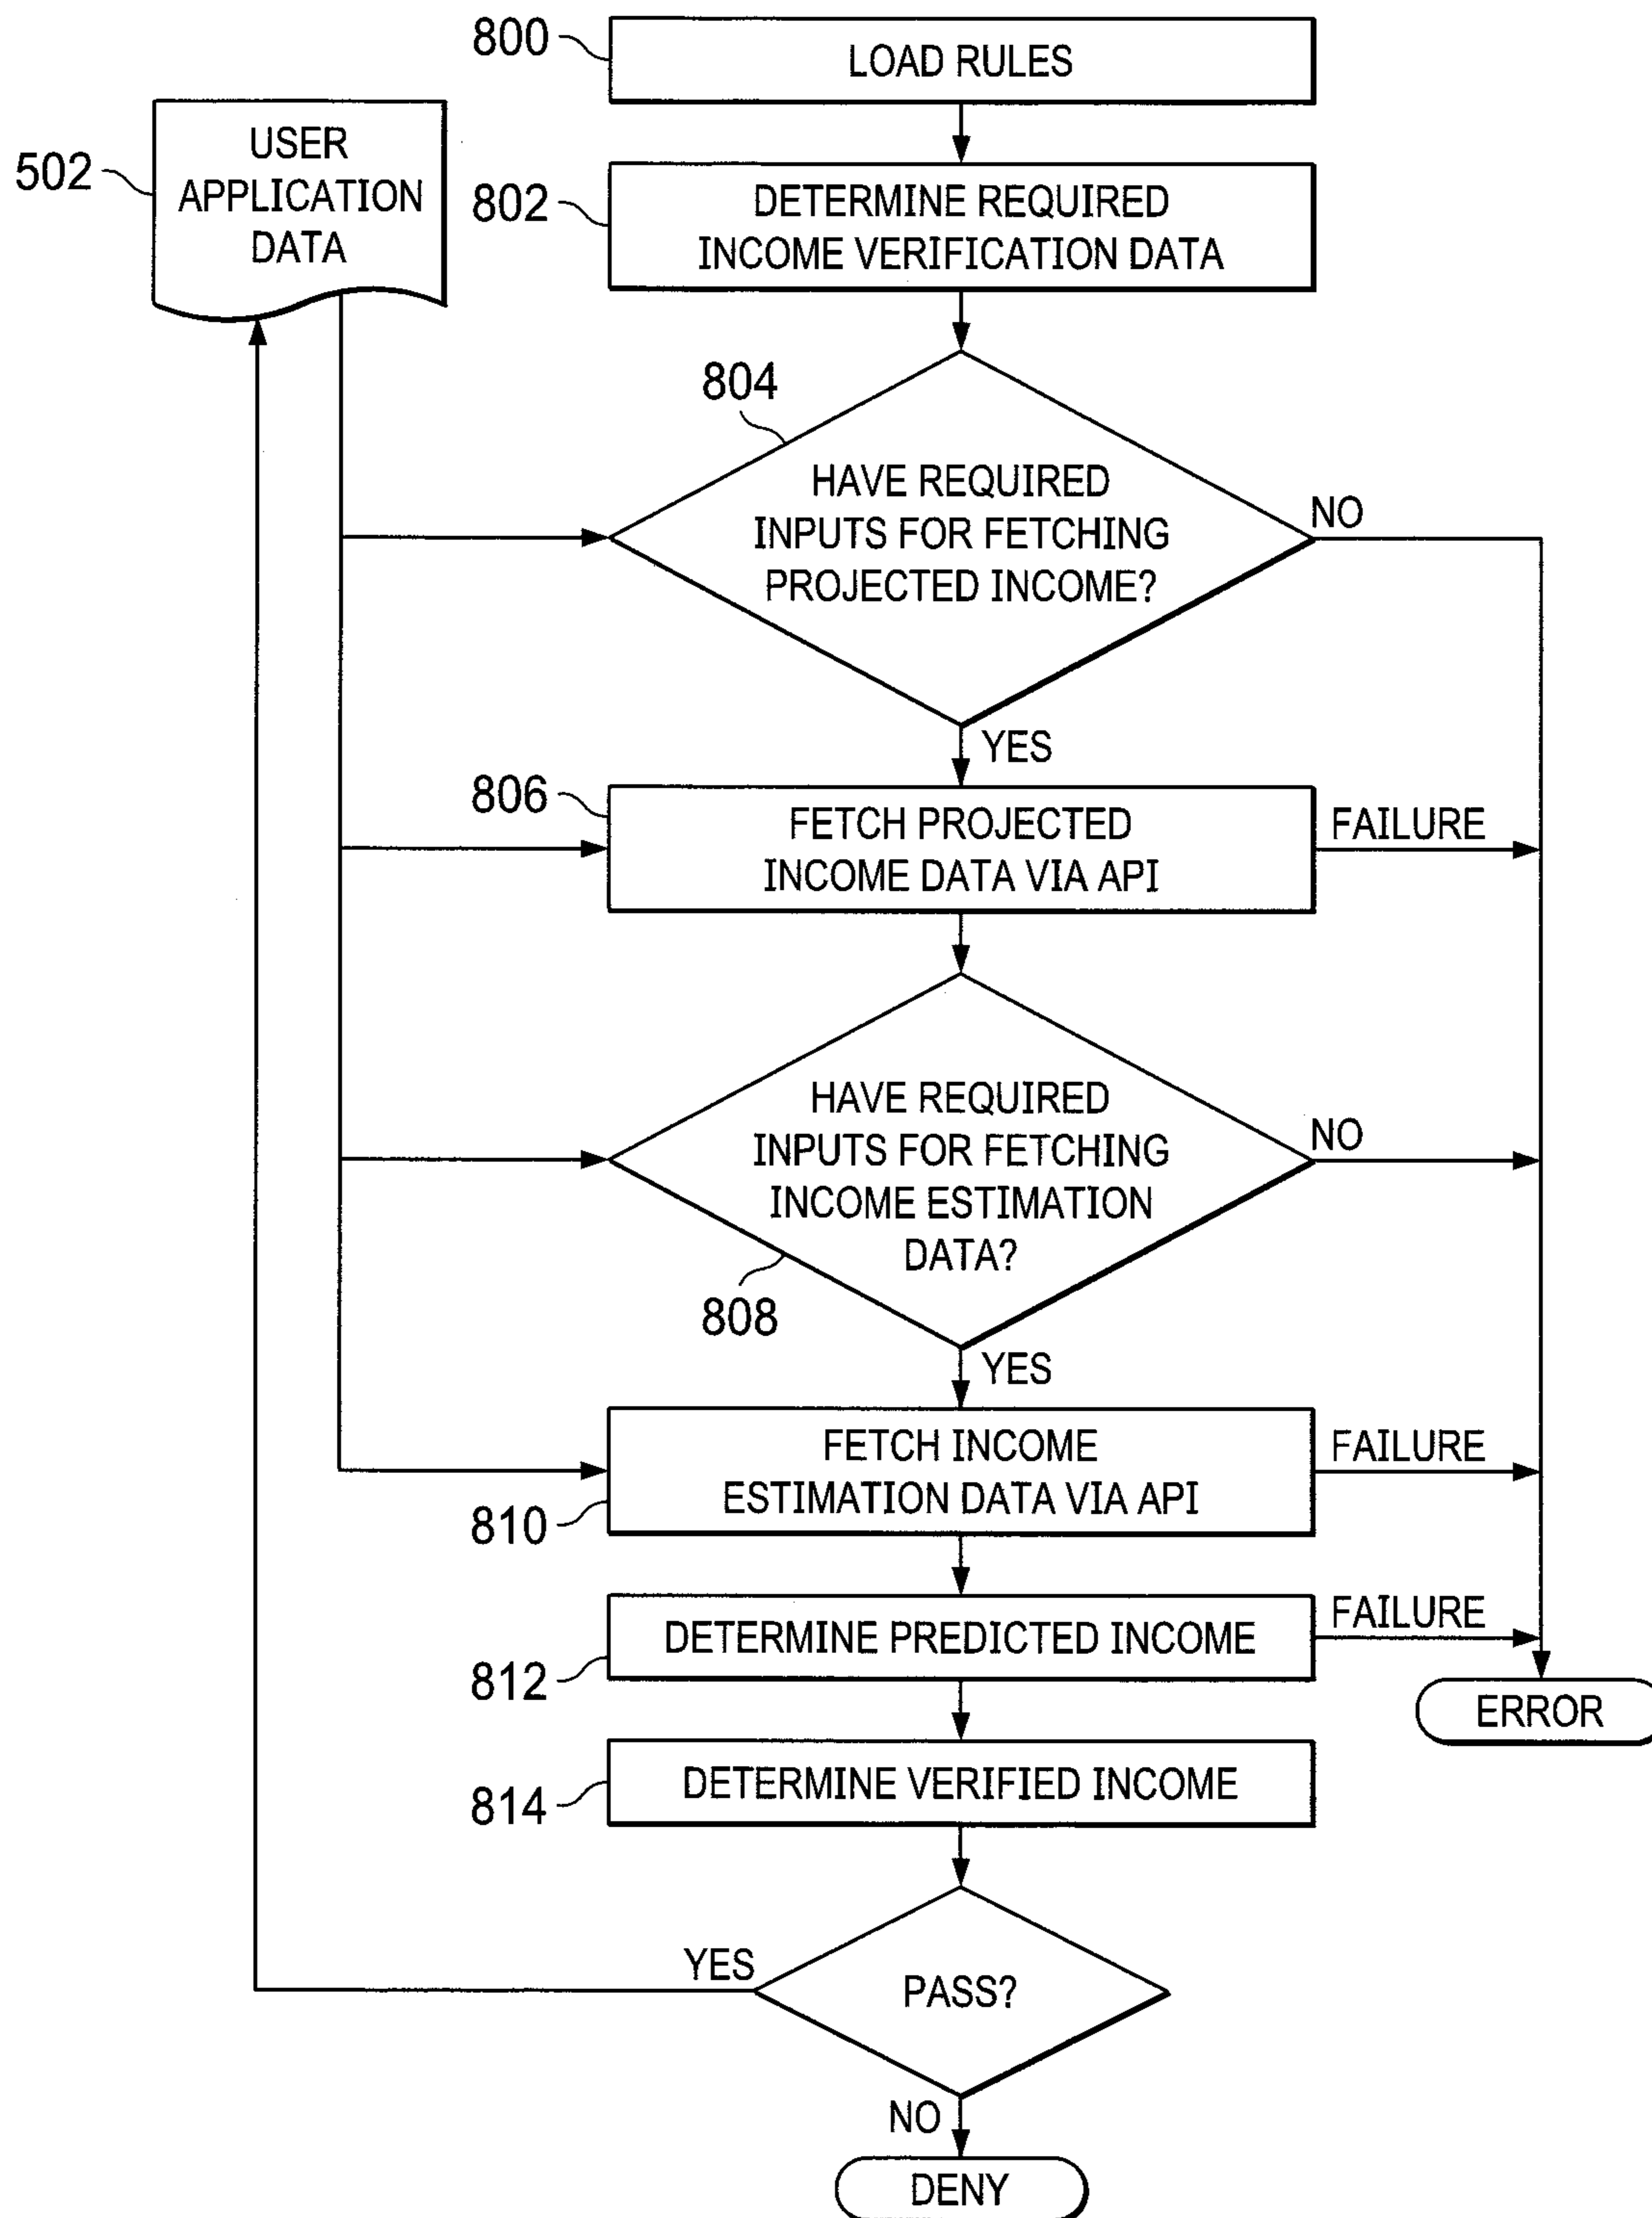 800
LOAD RULES
502
USER
APPLICATION
DATA
802
DETERMINE REQUIRED
INCOME VERIFICATION DATA
804
HAVE REQUIRED
INPUTS FOR FETCHING
PROJECTED INCOME?
NO
YES
806
FETCH PROJECTED
INCOME DATA VIA API
FAILURE
HAVE REQUIRED
INPUTS FOR FETCHING
INCOME ESTIMATION
DATA?
NO
808
YES
FETCH INCOME
ESTIMATION DATA VIA API
FAILURE
810
DETERMINE PREDICTED INCOME
FAILURE
812
ERROR
DETERMINE VERIFIED INCOME
814
YES
PASS?
NO
DENY